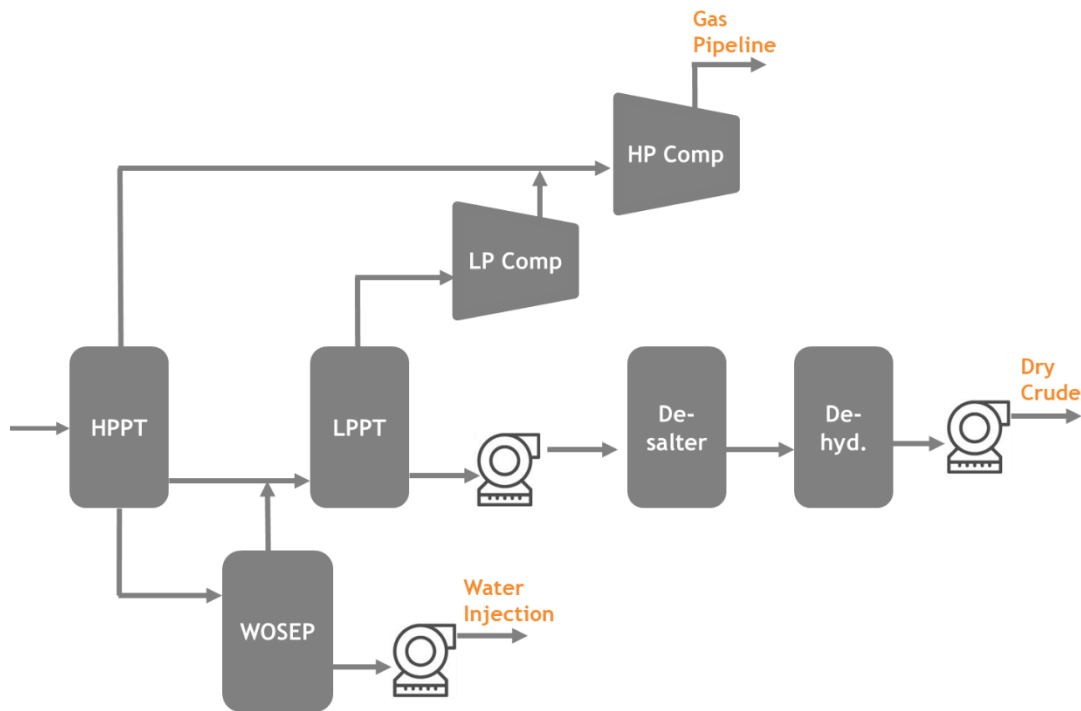 Gas
Pipeline
HP Comp
LP Comp
HPPT
LPPT
De-
salter
De-
hyd.
Dry
Crude
WOSEP
Water
Injection